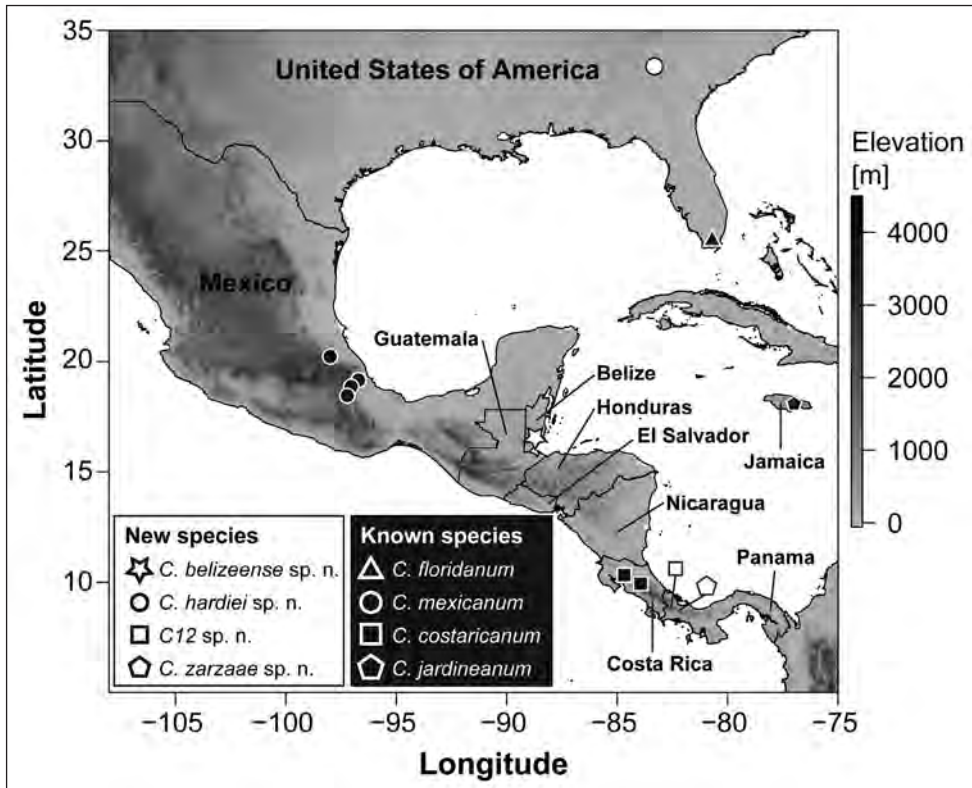 United States of America
Mexico
Guatemala
Belize
Honduras
El Salvador
Jamaica
Nicaragua
Panama
Costa Rica
35
30
25
20
15
10
Latitude
−105
−100
−95
−90
−85
−80
−75
Longitude
Elevation
[m]
4000
3000
2000
1000
0
New species
C. belizeense sp. n.
C. hardiei sp. n.
C12 sp. n.
C. zarzaae sp. n.
Known species
C. floridanum
C. mexicanum
C. costaricanum
C. jardineanum